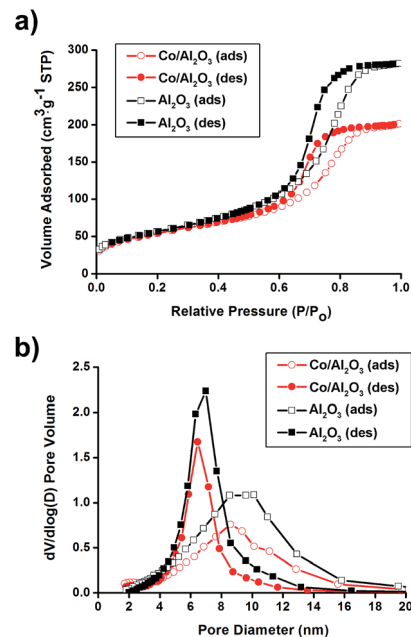 a)
300
250
200
150
100
50
0
Volume Adsorbed (cm³g⁻¹ STP)
Co/Al₂O₃ (ads)
Co/Al₂O₃ (des)
Al₂O₃ (ads)
Al₂O₃ (des)
0.0 0.2 0.4 0.6 0.8 1.0
Relative Pressure (P/Pₒ)
b)
2.5
2.0
1.5
1.0
0.5
0.0
dV/dlog(D) Pore Volume
Co/Al₂O₃ (ads)
Co/Al₂O₃ (des)
Al₂O₃ (ads)
Al₂O₃ (des)
0 2 4 6 8 10 12 14 16 18 20
Pore Diameter (nm)